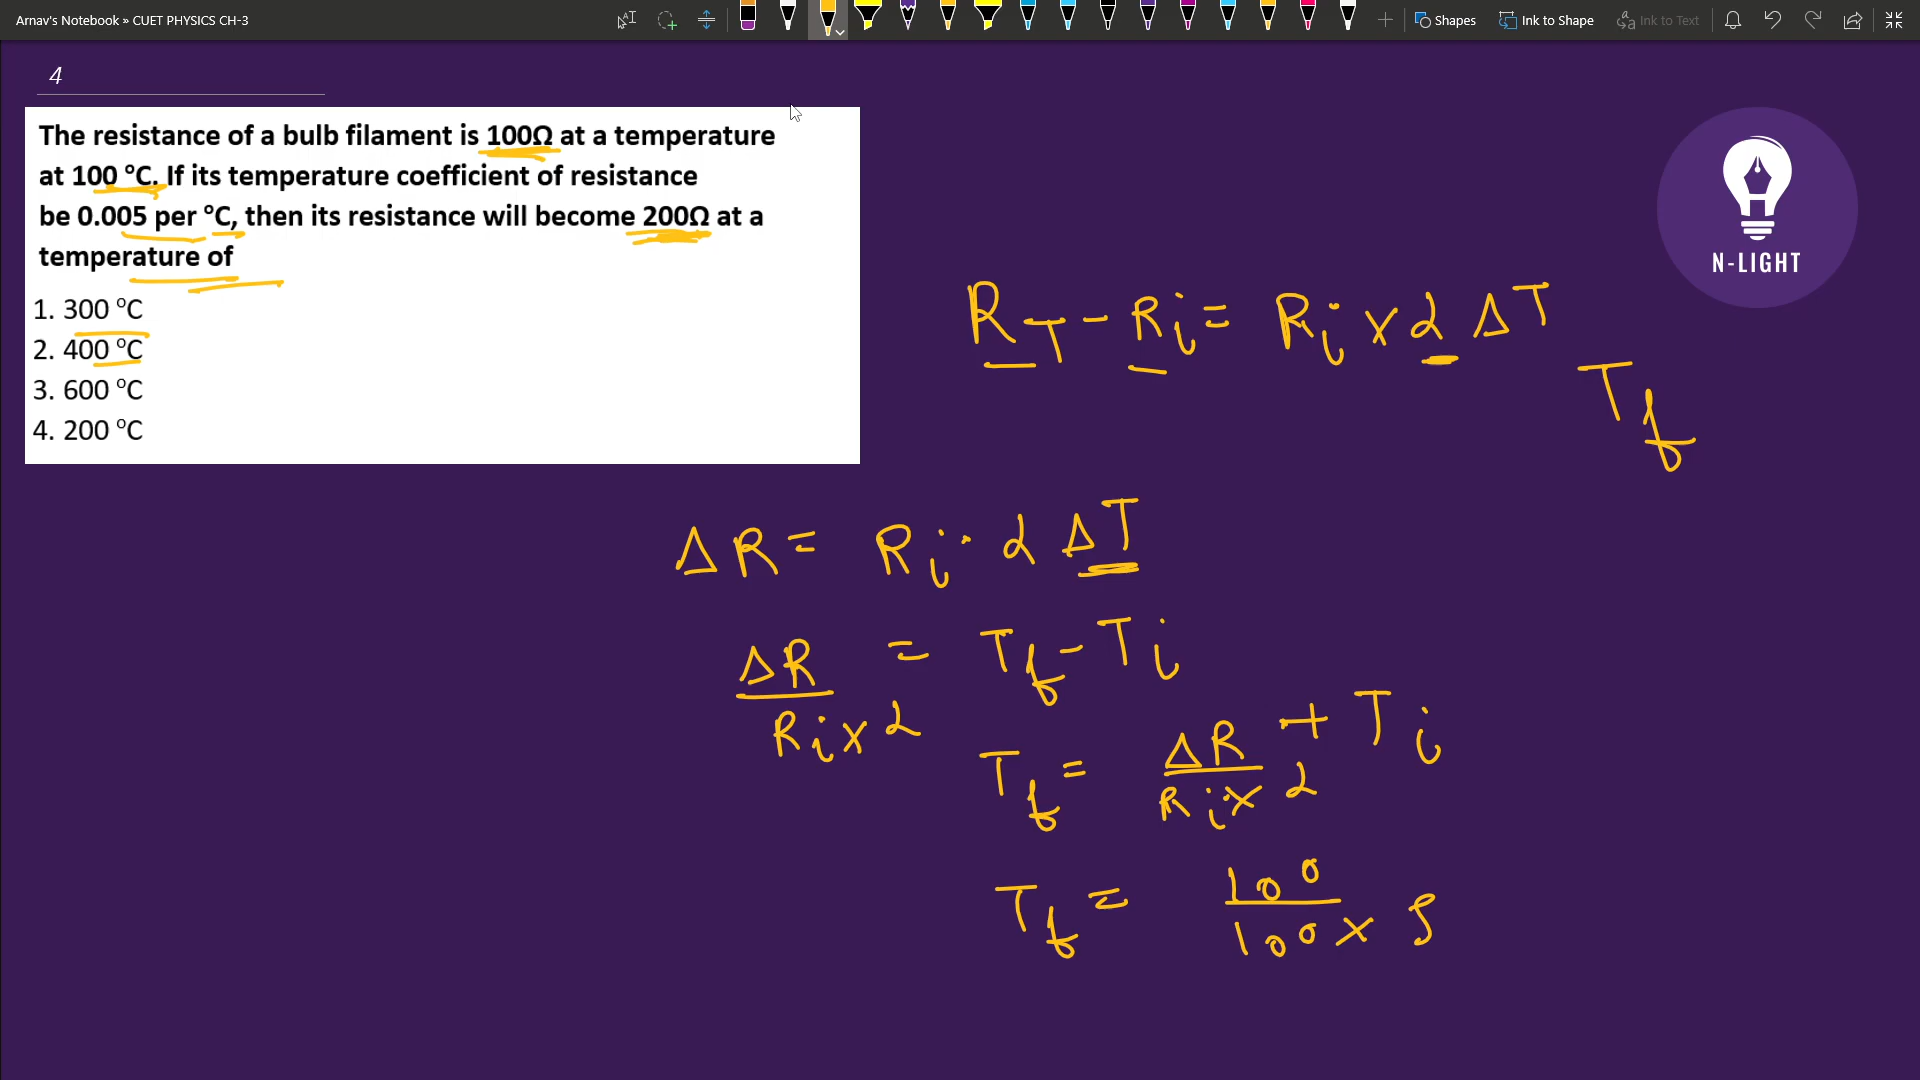 Arnav's Notebook » CUET PHYSICS CH-3
Shapes
Ink to Shape
Ink to Text
4
The resistance of a bulb filament is 100Ω at a temperature
at 100 °C. If its temperature coefficient of resistance
be 0.005 per °C, then its resistance will become 200Ω at a
temperature of
1. 300 °C
2. 400 °C
3. 600 °C
4. 200 °C
N-LIGHT
R_T - R_i = R_i × α ΔT
T_f
ΔR = R_i · α ΔT
ΔR / R_i × α = T_f - T_i
T_f = ΔR / R_i × α + T_i
T_f = 100 / 100 × 5